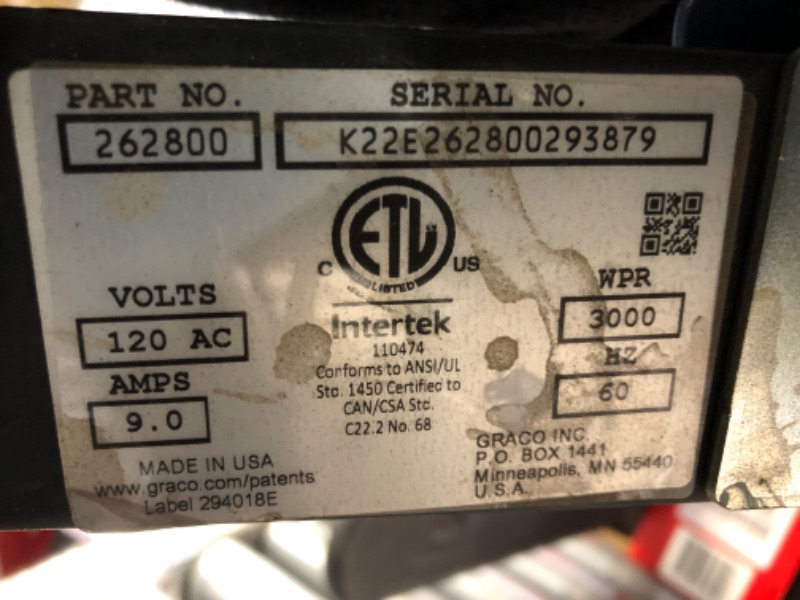 PART NO. SERIAL NO.
262800 K22E262800293879
ETL
C LISTED US
Intertek
110474
Conforms to ANSI/UL
Std. 1450 Certified to
CAN/CSA Std.
C22.2 No. 68
VOLTS
120 AC
AMPS
9.0
WPR
3000
HZ
60
MADE IN USA
www.graco.com/patents
Label 294018E
GRACO INC.
P.O. BOX 1441
Minneapolis, MN 55440
U.S.A.